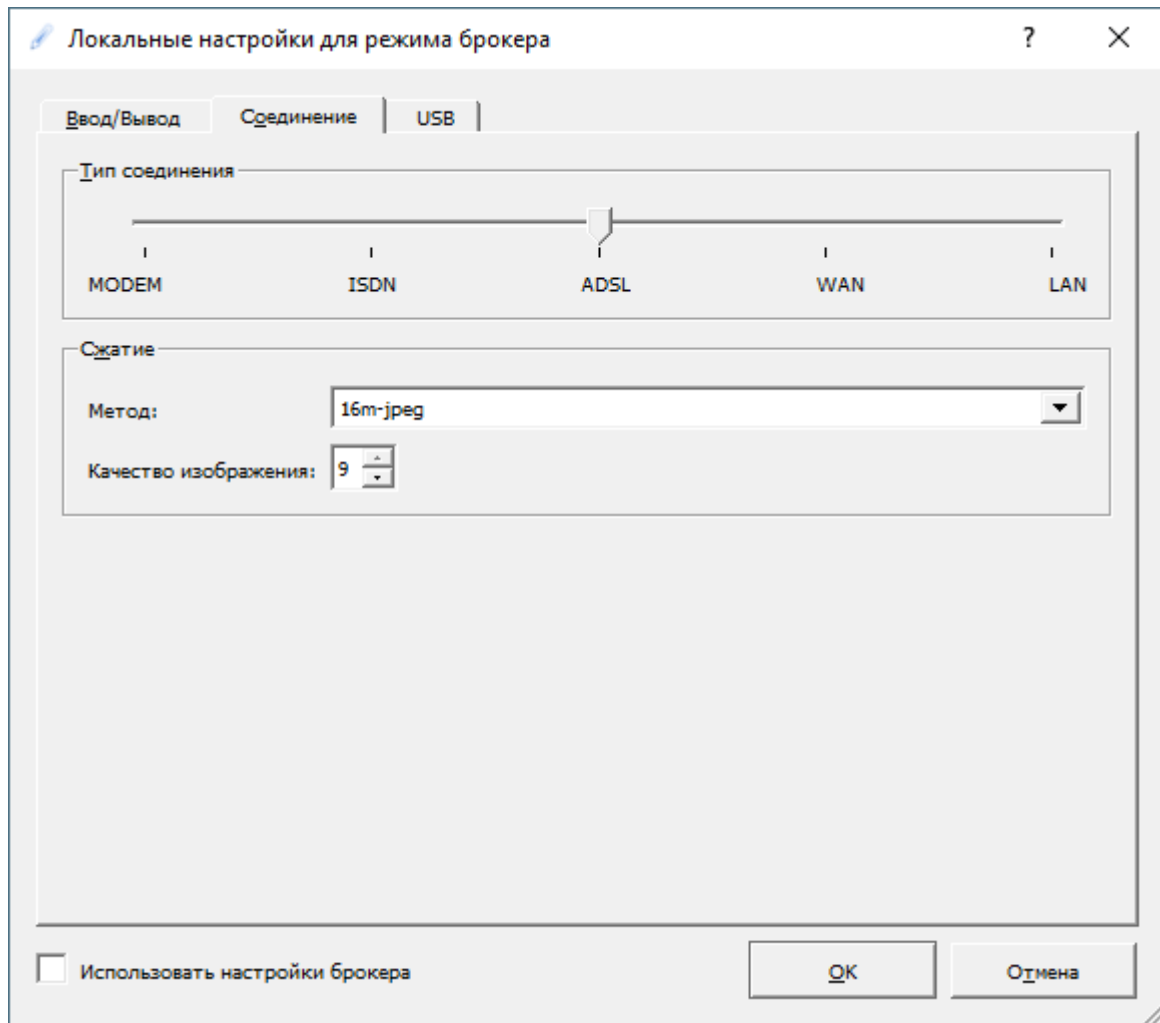 Локальные настройки для режима брокера ?
Ввод/Вывод Соединение USB
Тип соединения
MODEM ISDN ADSL WAN LAN
Сжатие
Метод: 16m-jpeg
Качество изображения: 9
Использовать настройки брокера OK Отмена